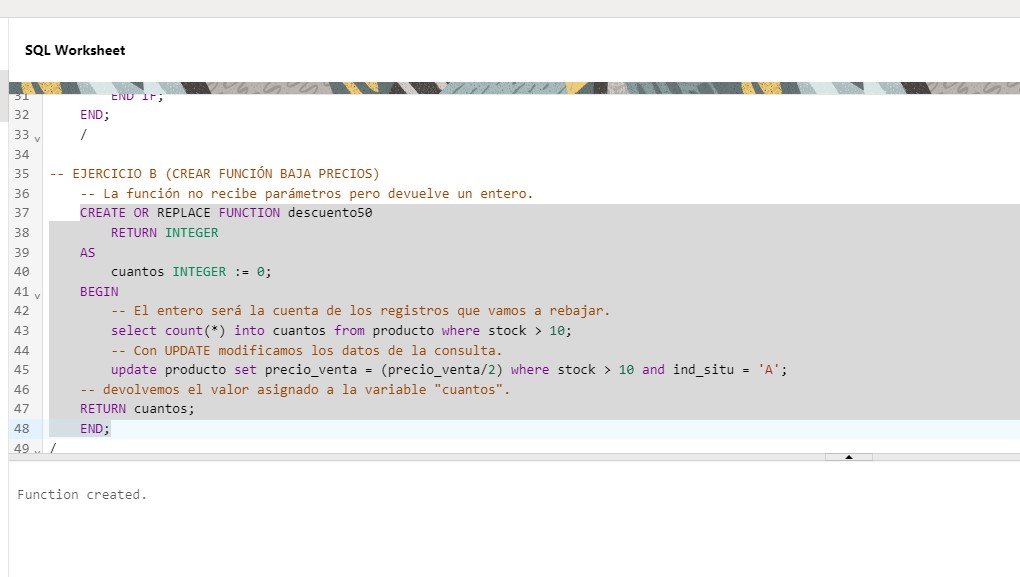 SQL Worksheet
31 END IF;
32 END;
33 /
34
35 -- EJERCICIO B (CREAR FUNCIÓN BAJA PRECIOS)
36 -- La función no recibe parámetros pero devuelve un entero.
37 CREATE OR REPLACE FUNCTION descuento50
38 RETURN INTEGER
39 AS
40 cuantos INTEGER := 0;
41 BEGIN
42 -- El entero será la cuenta de los registros que vamos a rebajar.
43 select count(*) into cuantos from producto where stock > 10;
44 -- Con UPDATE modificamos los datos de la consulta.
45 update producto set precio_venta = (precio_venta/2) where stock > 10 and ind_situ = 'A';
46 -- devolvemos el valor asignado a la variable "cuantos".
47 RETURN cuantos;
48 END;
49 /
Function created.